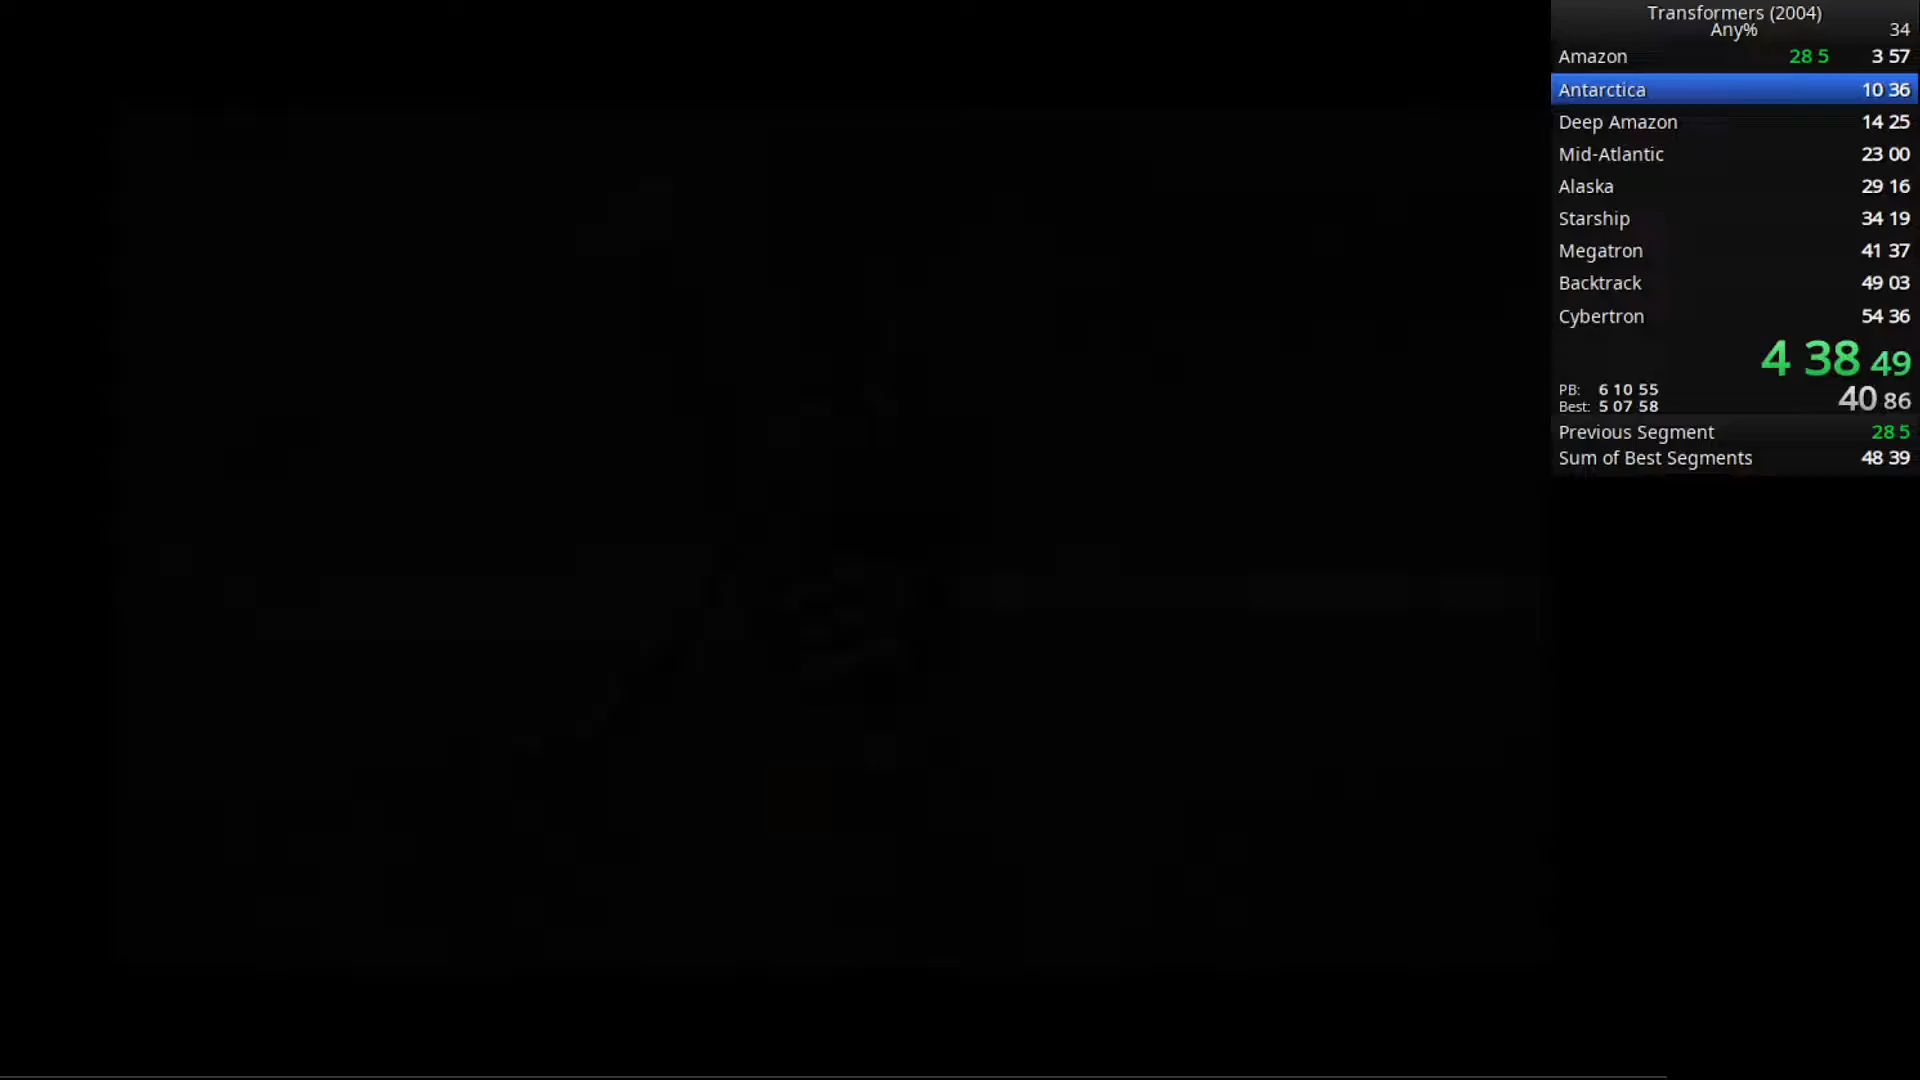 Transformers (2004)
Any% 34
Amazon 28 5 3 57
Antarctica 10 36
Deep Amazon 14 25
Mid-Atlantic 23 00
Alaska 29 16
Starship 34 19
Megatron 41 37
Backtrack 49 03
Cybertron 54 36
4 38 49
PB: 6 10 55
Best: 5 07 58
40 86
Previous Segment 28 5
Sum of Best Segments 48 39